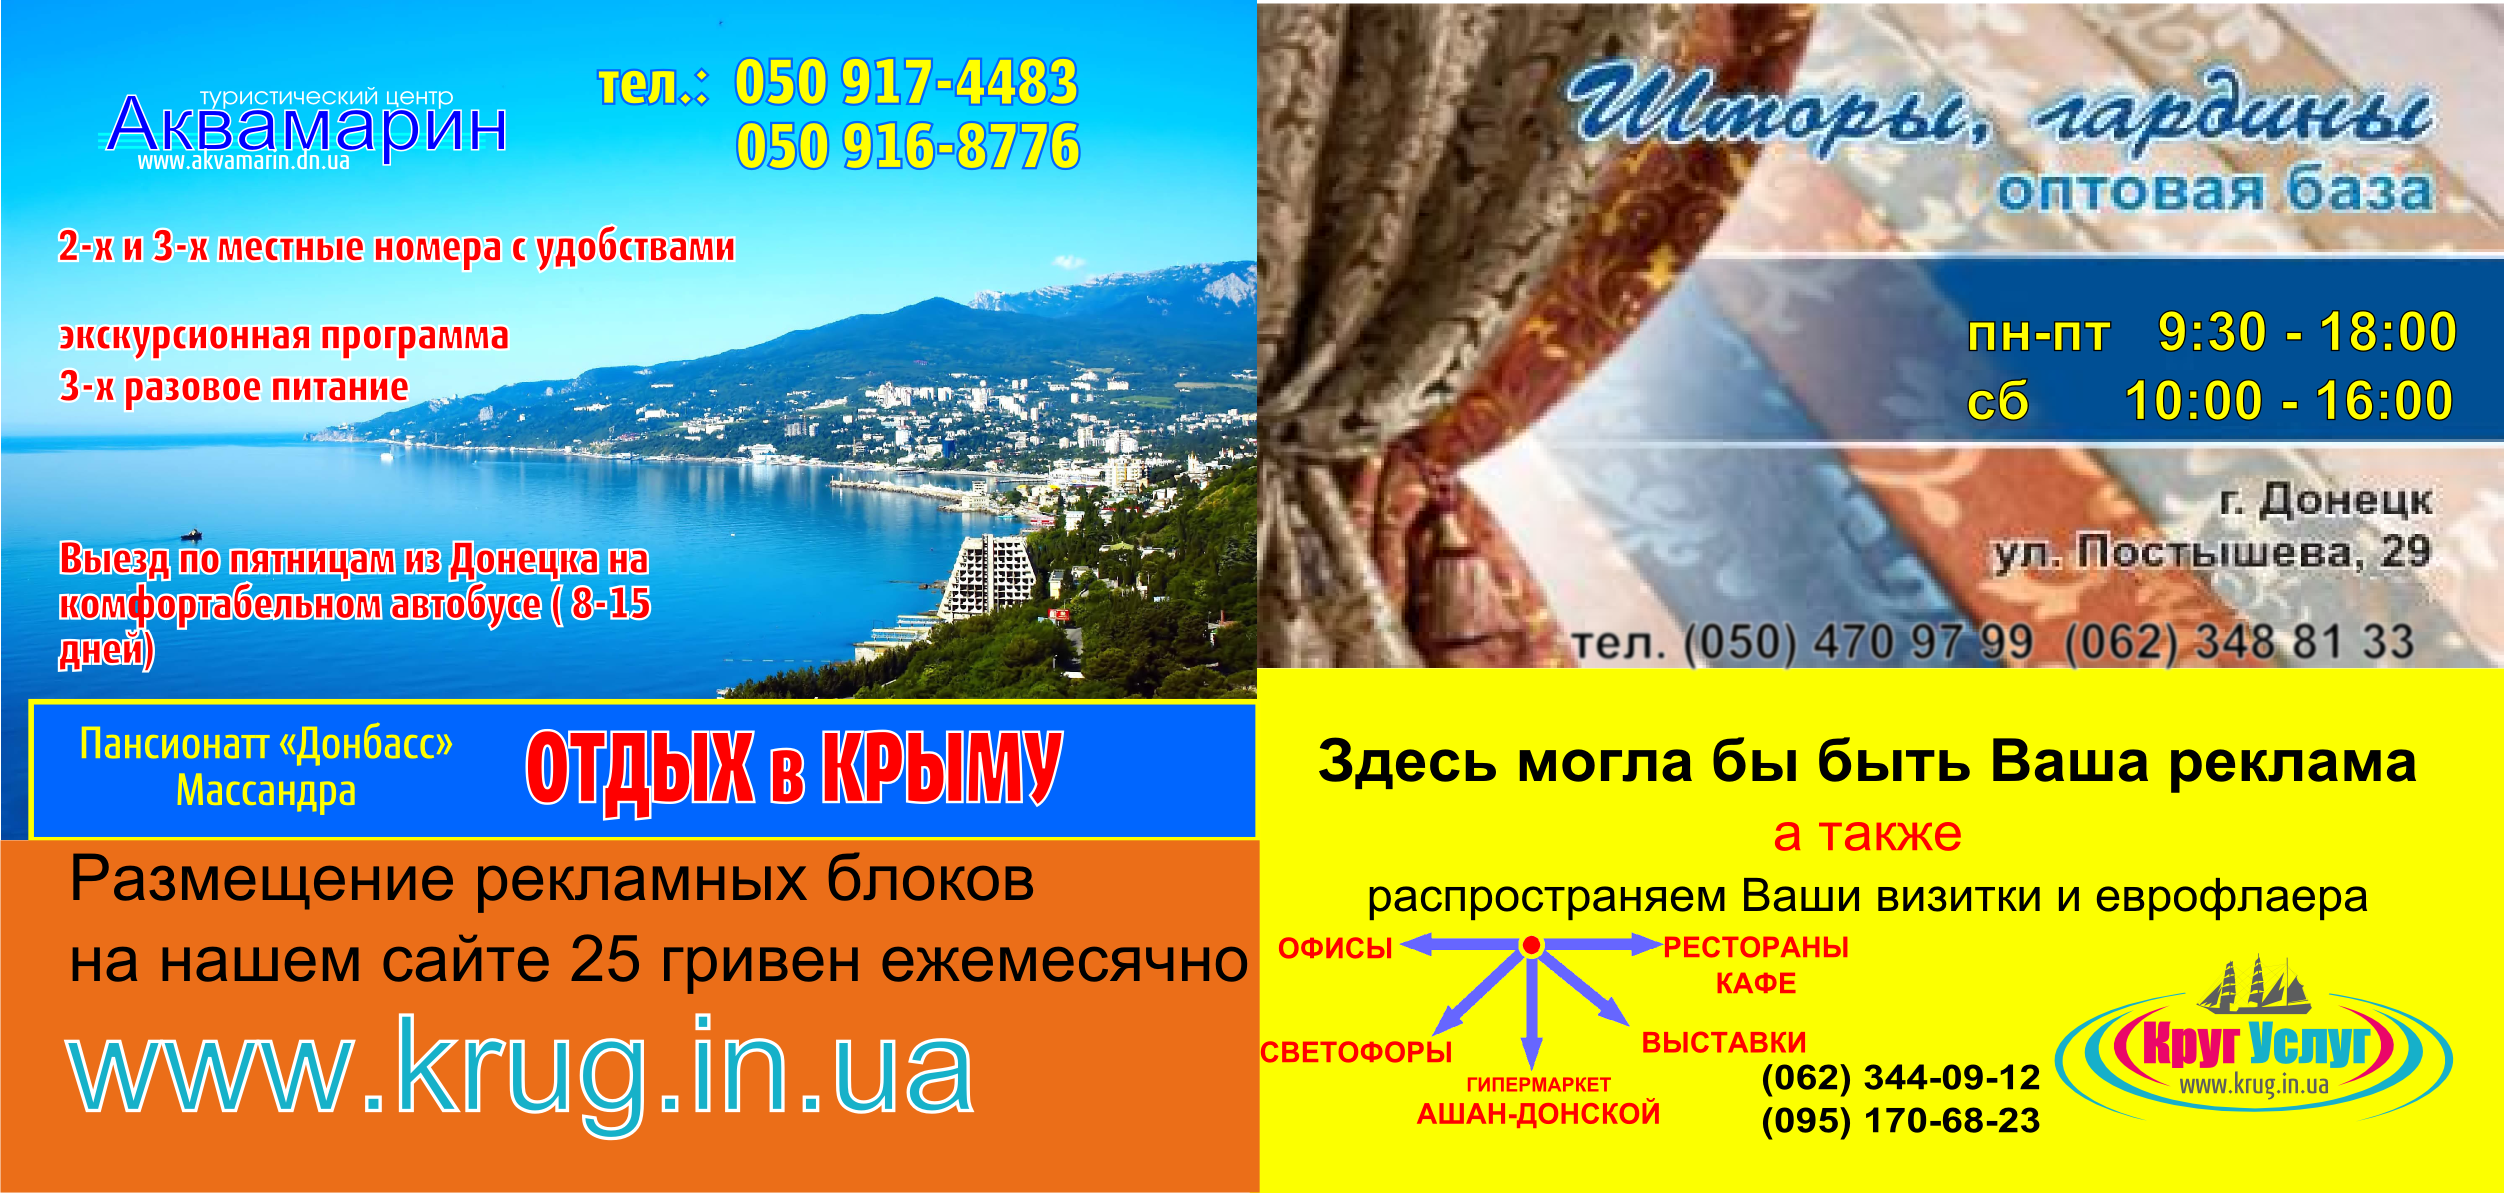 туристический центр
Аквамарин
www.akvamarin.dn.ua
тел.: 050 917-4483
050 916-8776
2-х и 3-х местные номера с удобствами
экскурсионная программа
3-х разовое питание
Выезд по пятницам из Донецка на
комфортабельном автобусе ( 8-15
дней)
Пансионатт «Донбасс»
Массандра
ОТДЫХ в КРЫМУ
Размещение рекламных блоков
на нашем сайте 25 гривен ежемесячно
www.krug.in.ua
Шторы, гардины
оптовая база
пн-пт 9:30 - 18:00
сб 10:00 - 16:00
г. Донецк
ул. Постышева, 29
тел. (050) 470 97 99 (062) 348 81 33
Здесь могла бы быть Ваша реклама
а также
распространяем Ваши визитки и еврофлаера
ОФИСЫ
РЕСТОРАНЫ
КАФЕ
СВЕТОФОРЫ
ВЫСТАВКИ
ГИПЕРМАРКЕТ
АШАН-ДОНСКОЙ
(062) 344-09-12
(095) 170-68-23
Круг Услуг
www.krug.in.ua